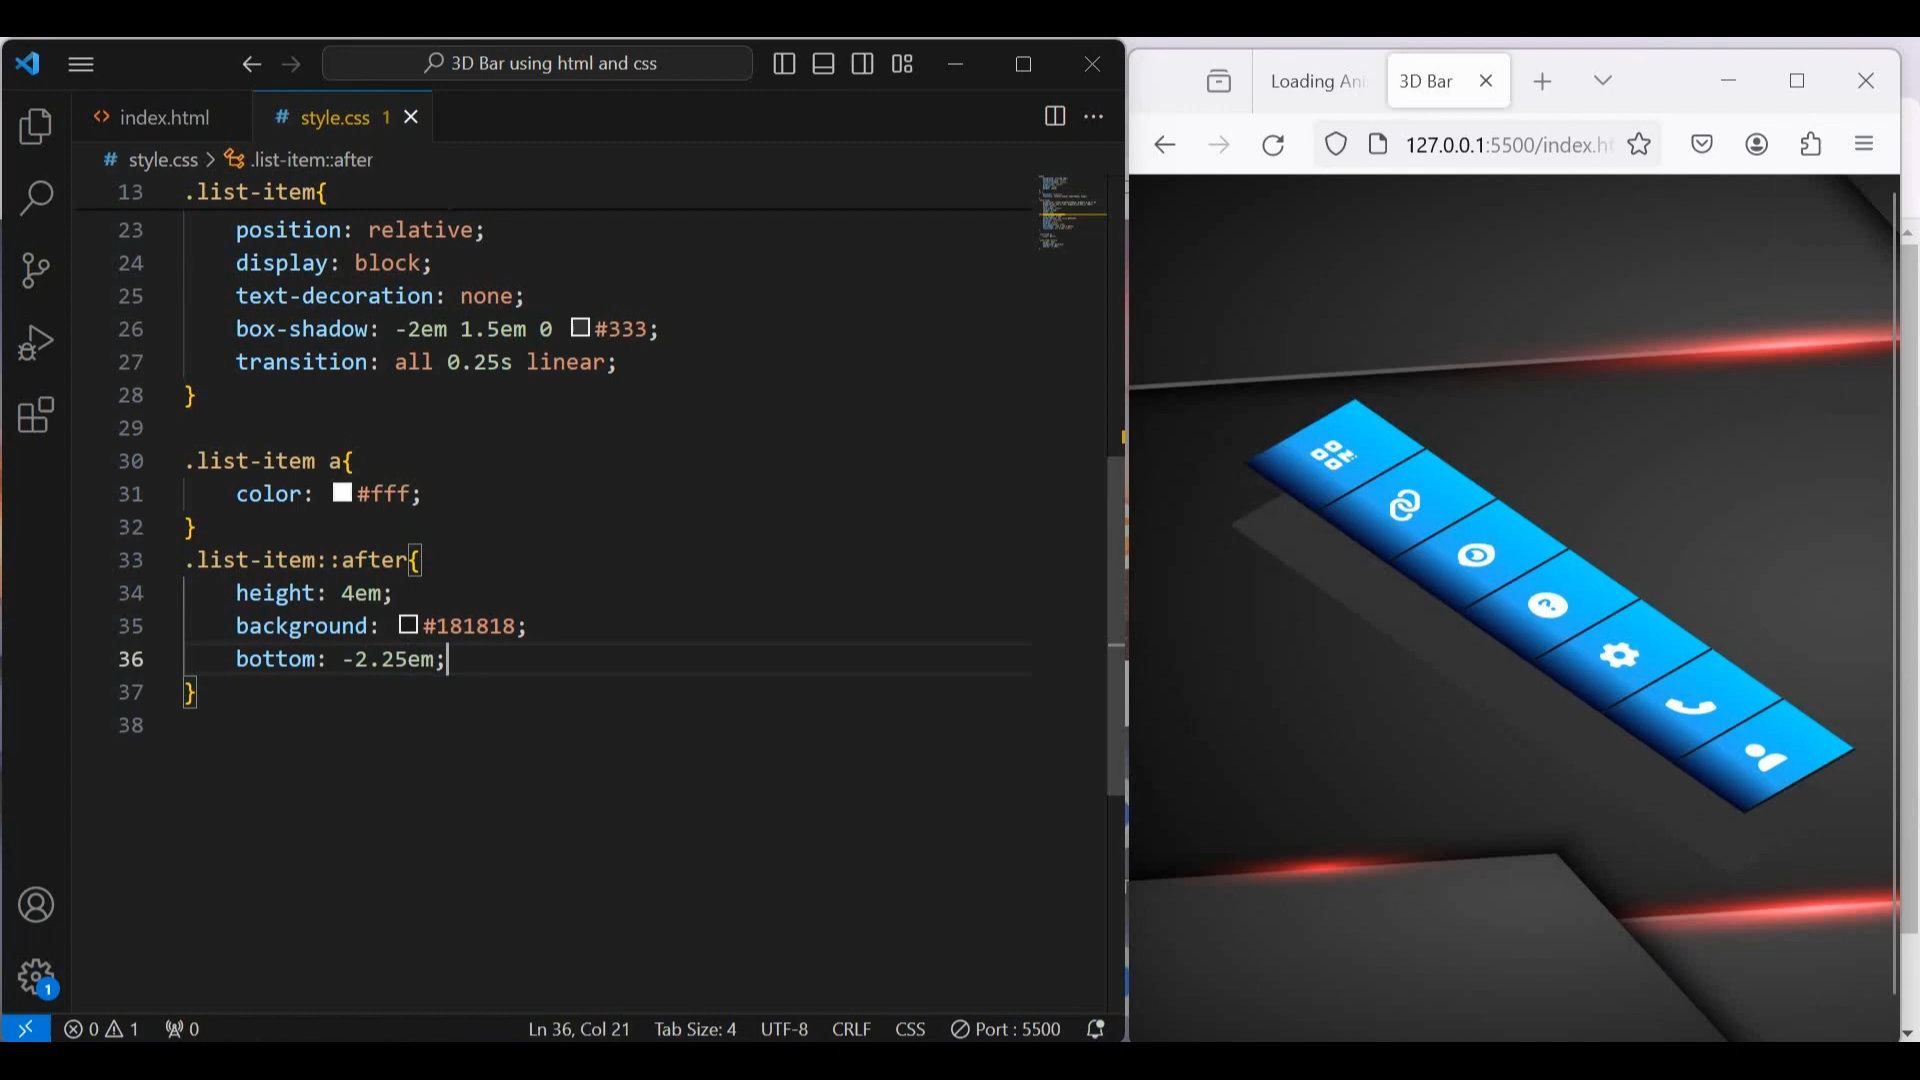 3D Bar using html and css
index.html
style.css 1
style.css > .list-item::after
13 .list-item{
23 position: relative;
24 display: block;
25 text-decoration: none;
26 box-shadow: -2em 1.5em 0 #333;
27 transition: all 0.25s linear;
28 }
29
30 .list-item a{
31 color: #fff;
32 }
33 .list-item::after{
34 height: 4em;
35 background: #181818;
36 bottom: -2.25em;
37 }
38
1
0 1 0 Ln 36, Col 21 Tab Size: 4 UTF-8 CRLF CSS Port : 5500
Loading Ani 3D Bar
127.0.0.1:5500/index.h